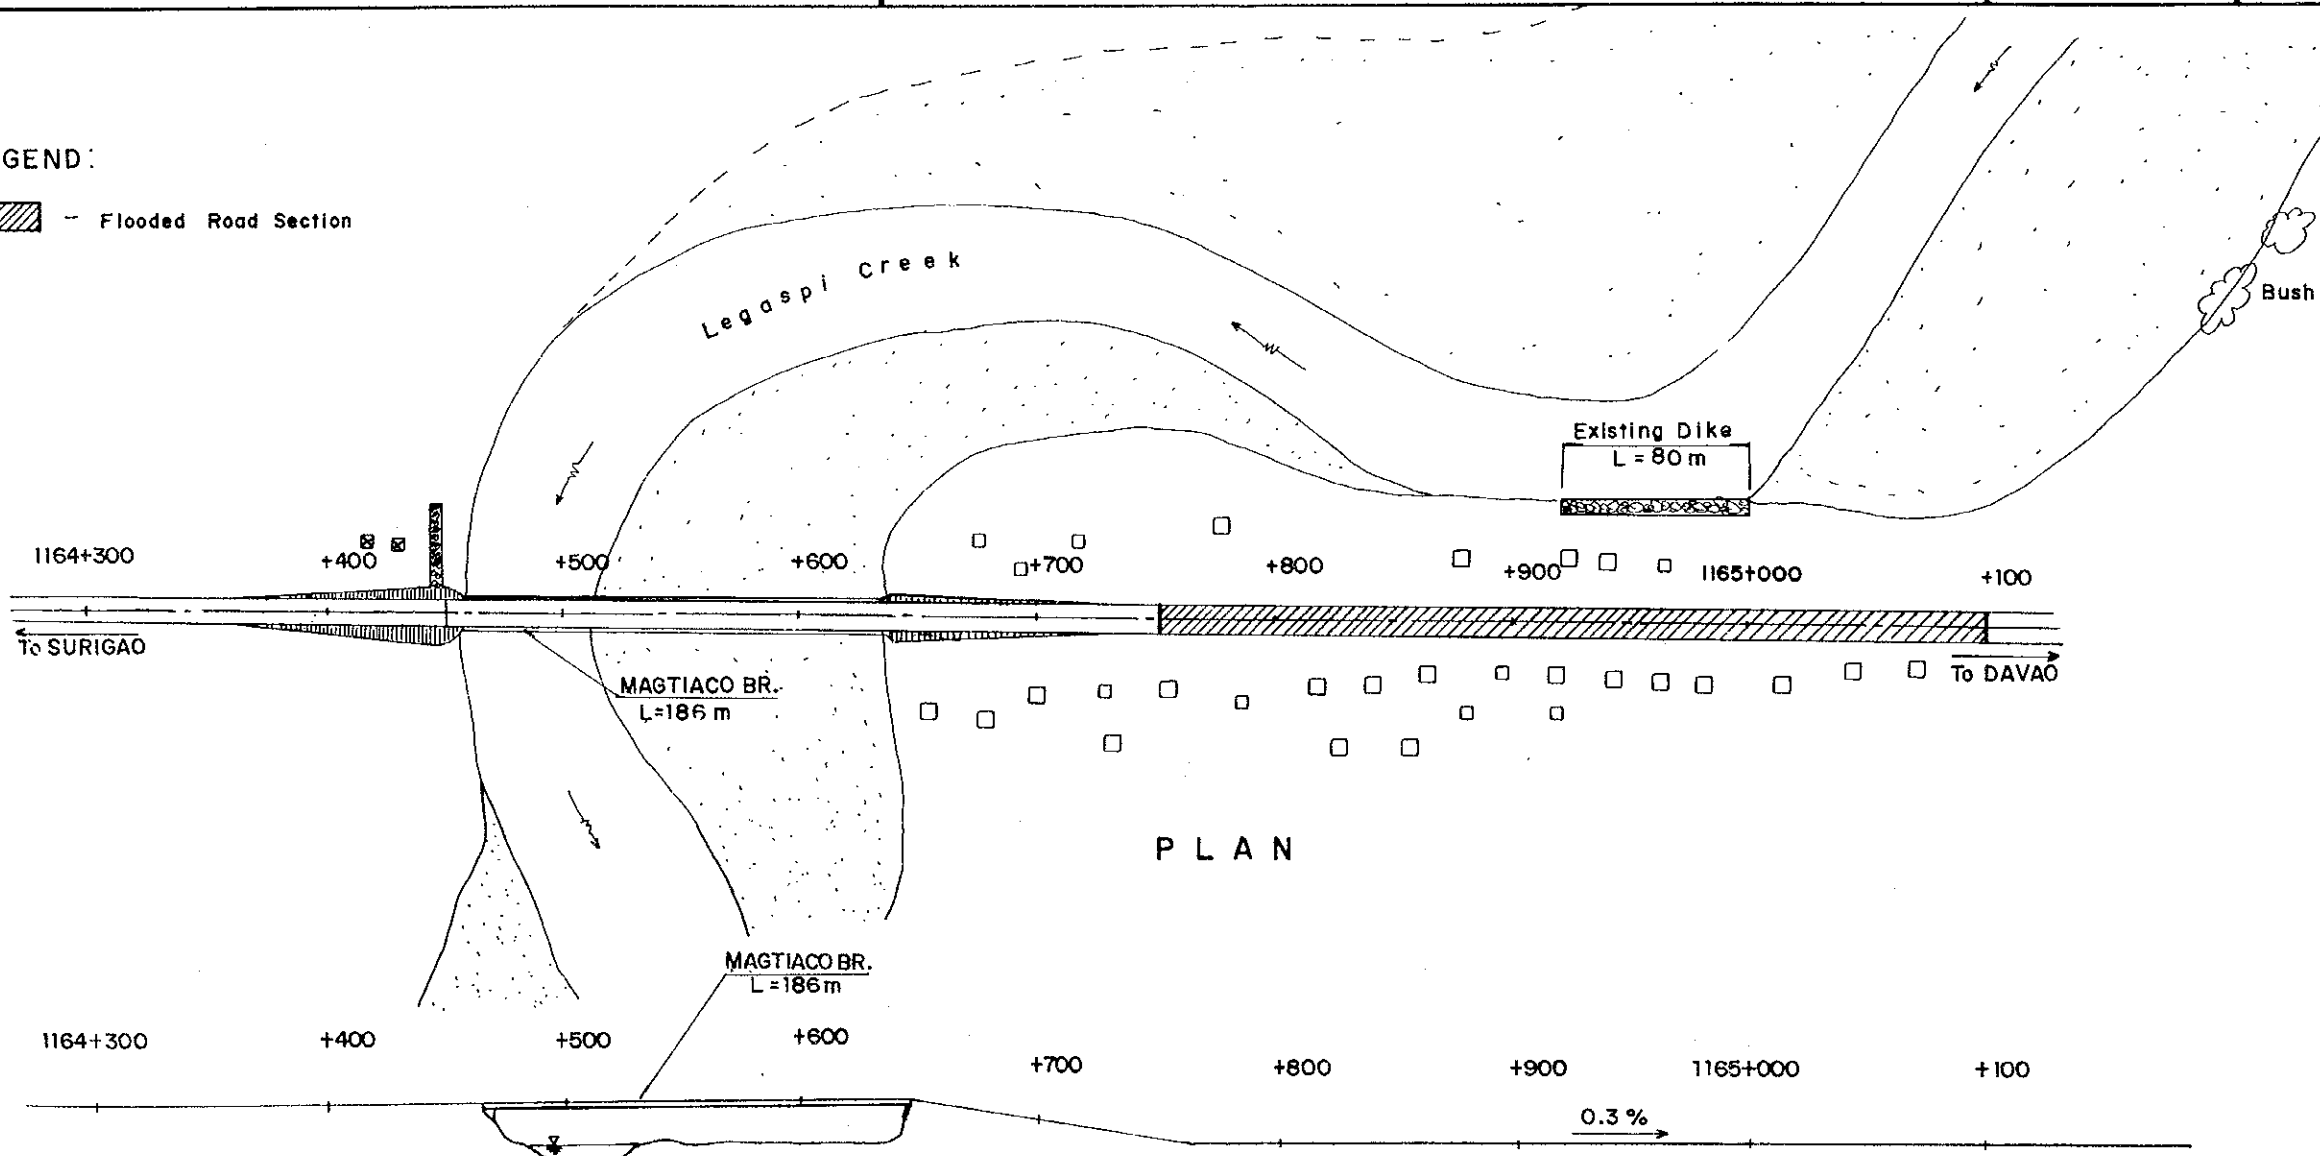 GEND:
- Flooded Road Section
Legaspi Creek
Bush
Existing Dike
L = 80 m
1164+300
+400
+500
+600
+700
+800
+900
1165+000
+100
To SURIGAO
To DAVAO
MAGTIACO BR.
L=186 m
PLAN
MAGTIACO BR.
L=186m
1164+300
+400
+500
+600
+700
+800
+900
1165+000
+100
0.3 %